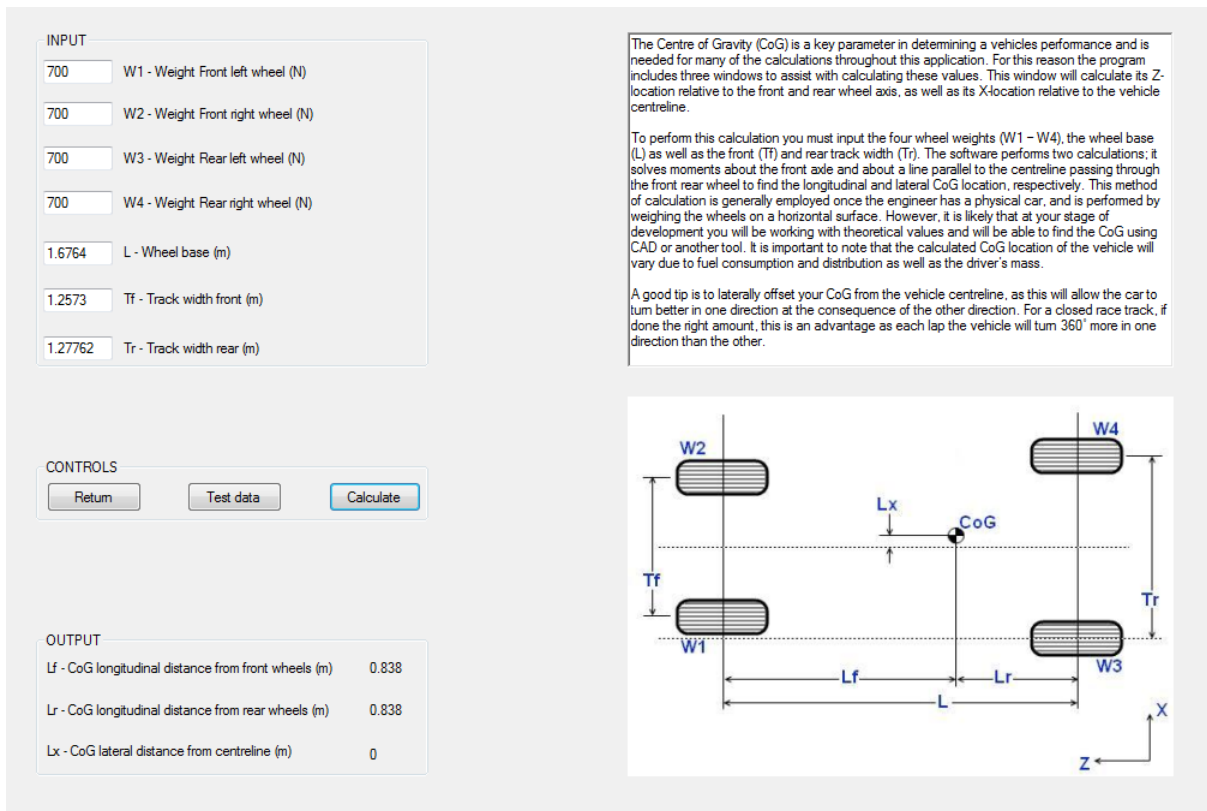 INPUT
700 W1 - Weight Front left wheel (N)
700 W2 - Weight Front right wheel (N)
700 W3 - Weight Rear left wheel (N)
700 W4 - Weight Rear right wheel (N)
1.6764 L - Wheel base (m)
1.2573 Tf - Track width front (m)
1.27762 Tr - Track width rear (m)
CONTROLS
Return Test data Calculate
OUTPUT
Lf - CoG longitudinal distance from front wheels (m) 0.838
Lr - CoG longitudinal distance from rear wheels (m) 0.838
Lx - CoG lateral distance from centreline (m) 0
The Centre of Gravity (CoG) is a key parameter in determining a vehicles performance and is
needed for many of the calculations throughout this application. For this reason the program
includes three windows to assist with calculating these values. This window will calculate its Z-
location relative to the front and rear wheel axis, as well as its X-location relative to the vehicle
centreline.
To perform this calculation you must input the four wheel weights (W1 – W4), the wheel base
(L) as well as the front (Tf) and rear track width (Tr). The software performs two calculations; it
solves moments about the front axle and about a line parallel to the centreline passing through
the front rear wheel to find the longitudinal and lateral CoG location, respectively. This method
of calculation is generally employed once the engineer has a physical car, and is performed by
weighing the wheels on a horizontal surface. However, it is likely that at your stage of
development you will be working with theoretical values and will be able to find the CoG using
CAD or another tool. It is important to note that the calculated CoG location of the vehicle will
vary due to fuel consumption and distribution as well as the driver's mass.
A good tip is to laterally offset your CoG from the vehicle centreline, as this will allow the car to
turn better in one direction at the consequence of the other direction. For a closed race track, if
done the right amount, this is an advantage as each lap the vehicle will turn 360° more in one
direction than the other.
W2
W4
Lx
CoG
Tf
Tr
W1
W3
Lf
Lr
L
X
Z